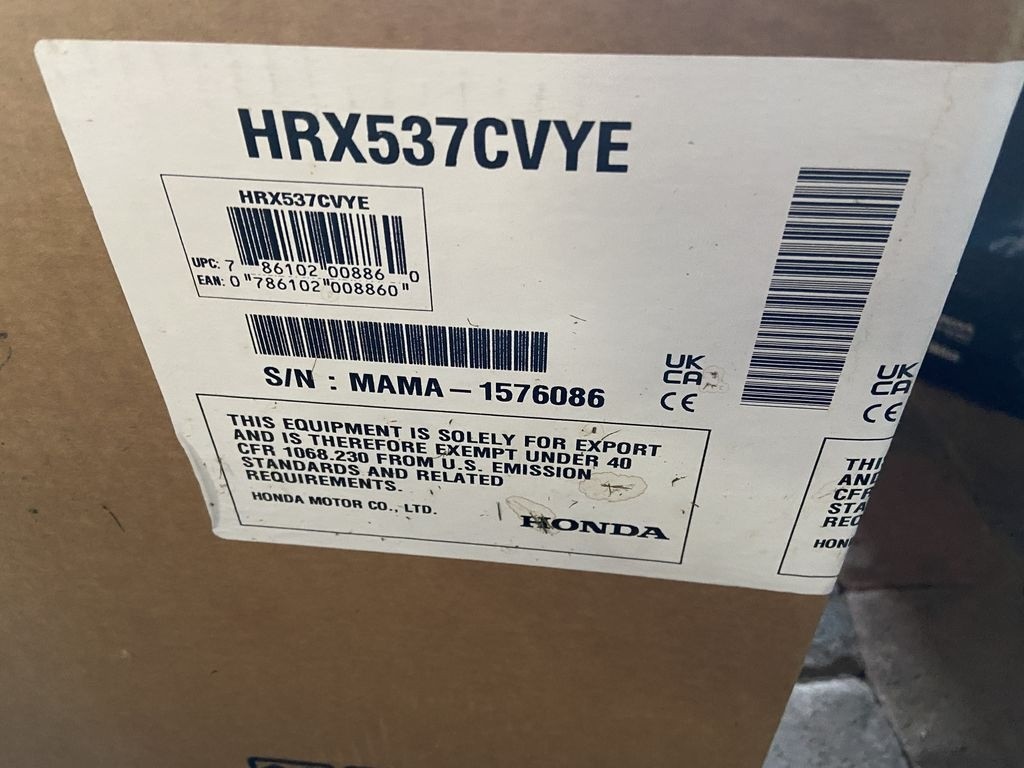 HRX537CVYE
HRX537CVYE
UPC: 7 86102 00886 0
EAN: 0 "786102"008860"
S/N : MAMA – 1576086
UK
CA
CE
THIS EQUIPMENT IS SOLELY FOR EXPORT
AND IS THEREFORE EXEMPT UNDER 40
CFR 1068.230 FROM U.S. EMISSION
STANDARDS AND RELATED
REQUIREMENTS.
HONDA MOTOR CO., LTD.
HONDA
UK
CA
CE
CFR